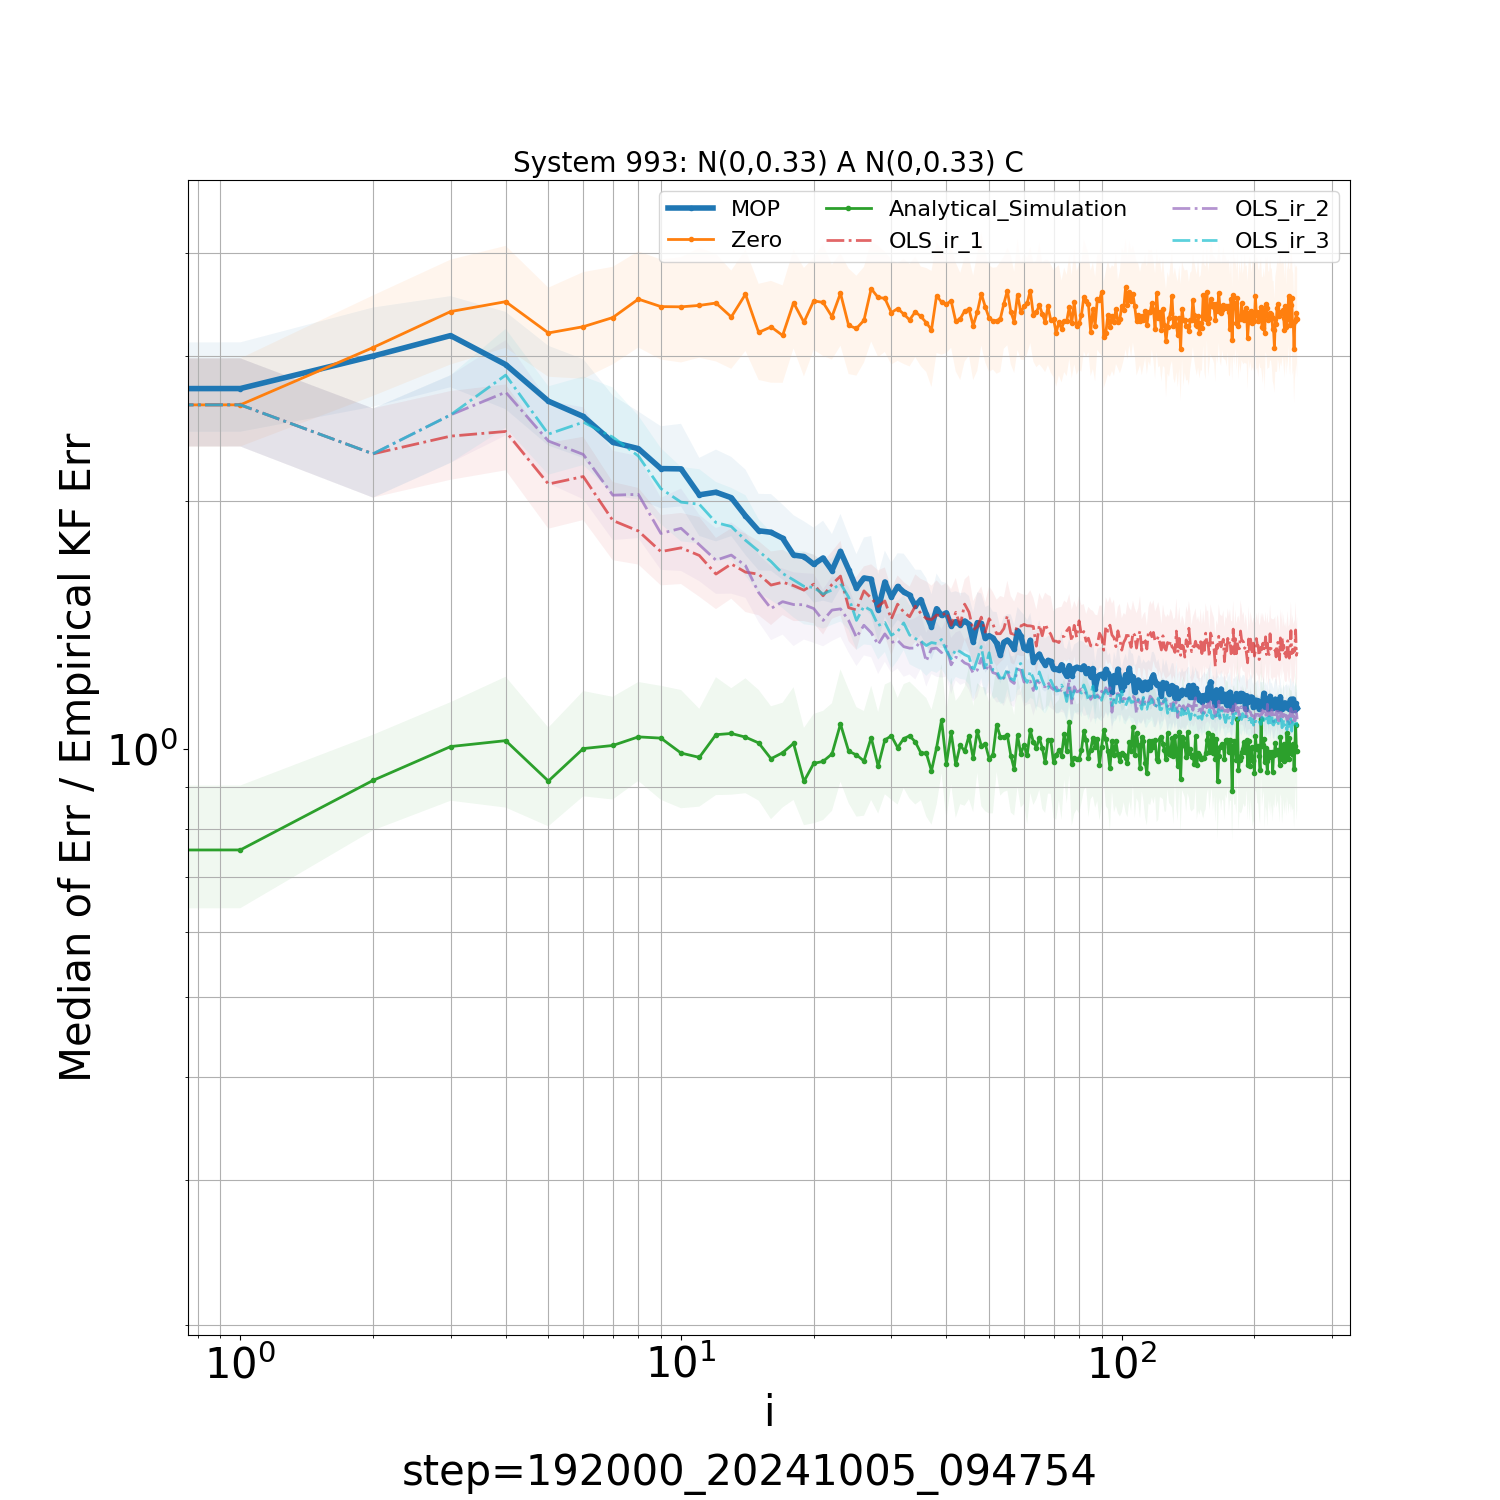 System 993: N(0,0.33) A N(0,0.33) C
MOP
Zero
Analytical_Simulation
OLS_ir_1
OLS_ir_2
OLS_ir_3
Median of Err / Empirical KF Err
10⁰
10⁰ 10¹ 10²
i
step=192000_20241005_094754